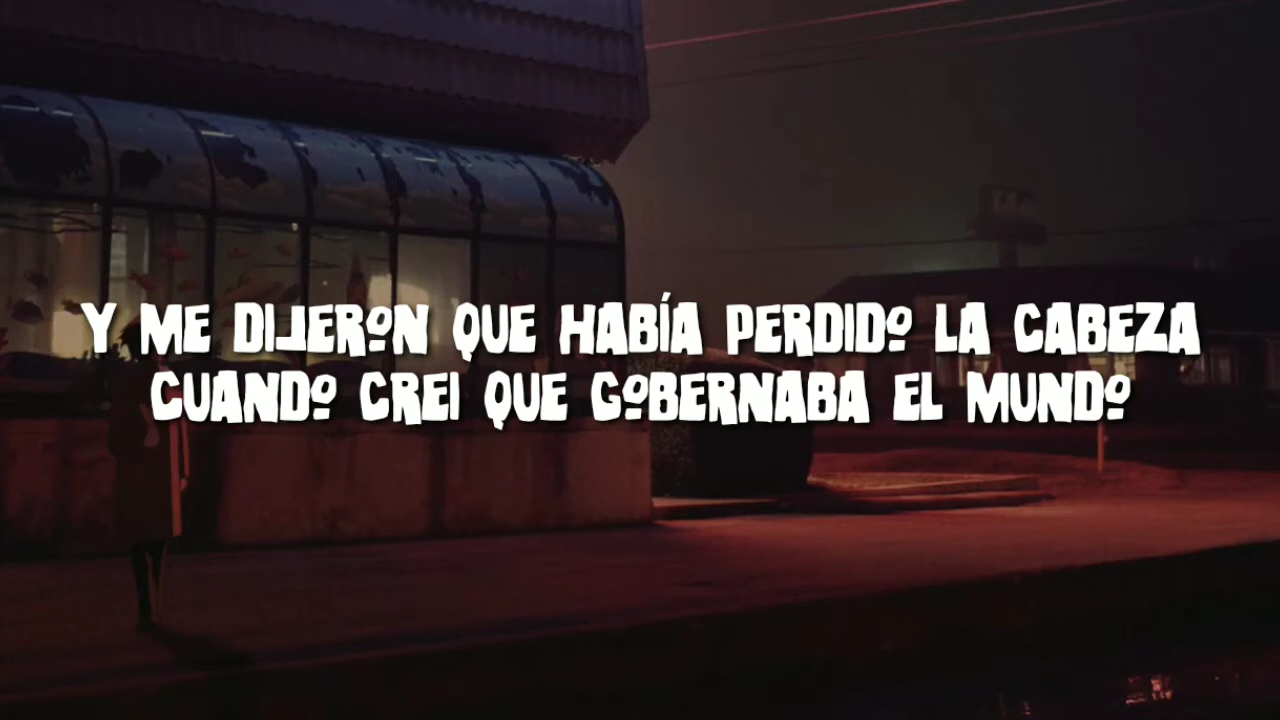 Y ME DIJERON QUE HABÍA PERDIDO LA CABEZA
CUANDO CREI QUE GOBERNABA EL MUNDO